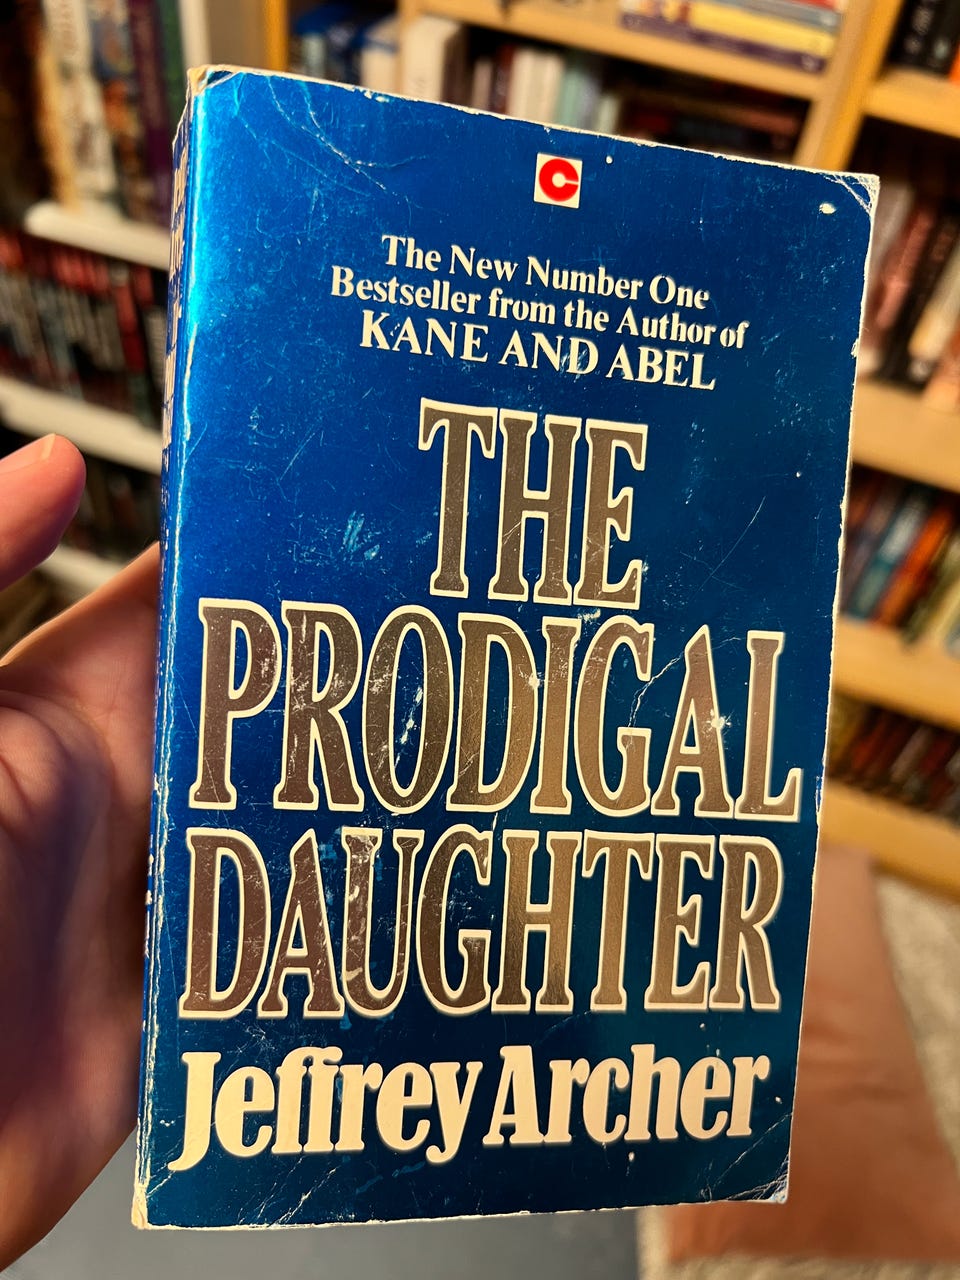 The New Number One
Bestseller from the Author of
KANE AND ABEL
THE
PRODIGAL
DAUGHTER
Jeffrey Archer